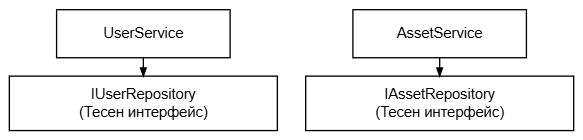 UserService
AssetService
IUserRepository
(Тесен интерфейс)
IAssetRepository
(Тесен интерфейс)